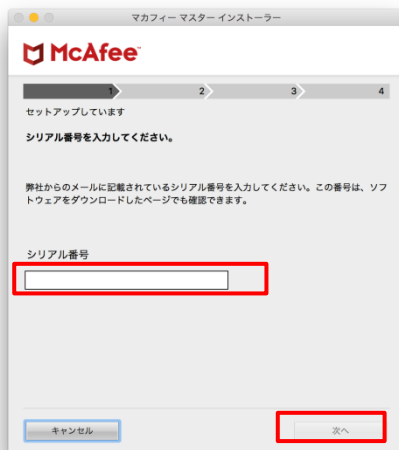 マカフィー マスター インストーラー
McAfee™
1 2 3 4
セットアップしています
シリアル番号を入力してください。
弊社からのメールに記載されているシリアル番号を入力してください。この番号は、ソフ
トウェアをダウンロードしたページでも確認できます。
シリアル番号
キャンセル 次へ